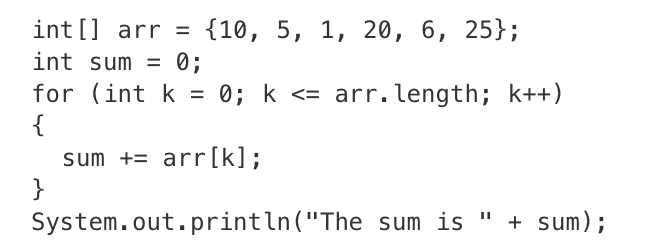 int[] arr = {10, 5, 1, 20, 6, 25};
int sum = 0;
for (int k = 0; k <= arr.length; k++)
{
  sum += arr[k];
}
System.out.println("The sum is " + sum);